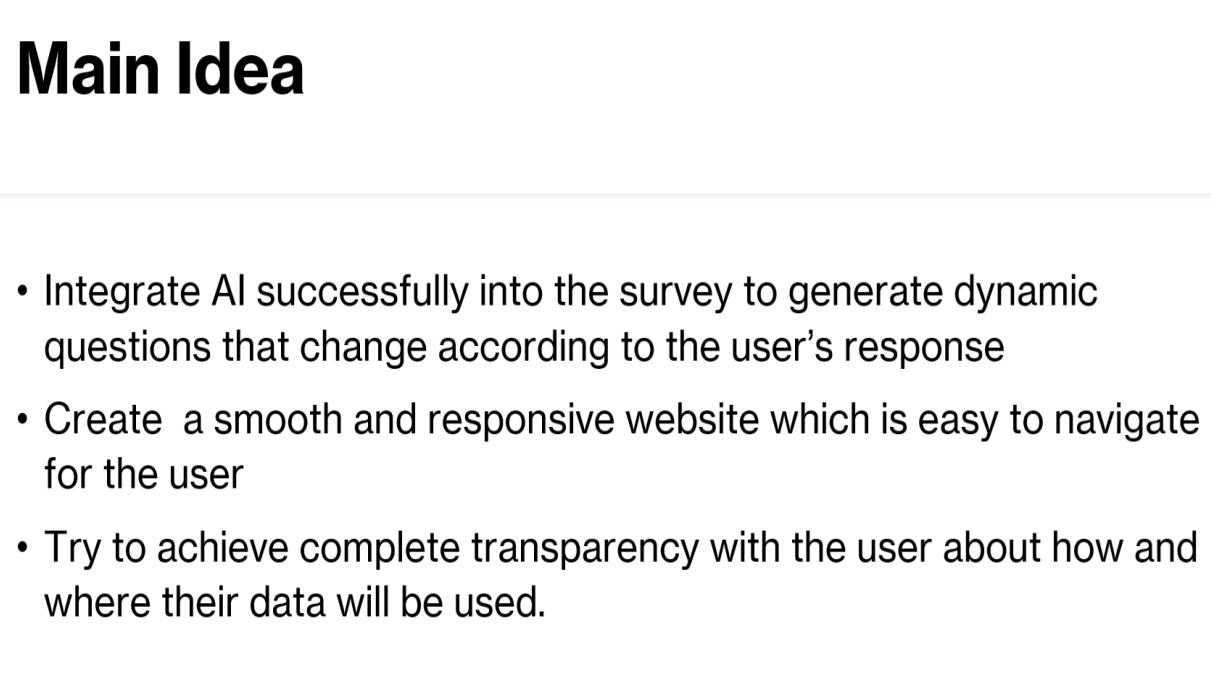 Main Idea
• Integrate AI successfully into the survey to generate dynamic
questions that change according to the user’s response
• Create  a smooth and responsive website which is easy to navigate
for the user
• Try to achieve complete transparency with the user about how and
where their data will be used.